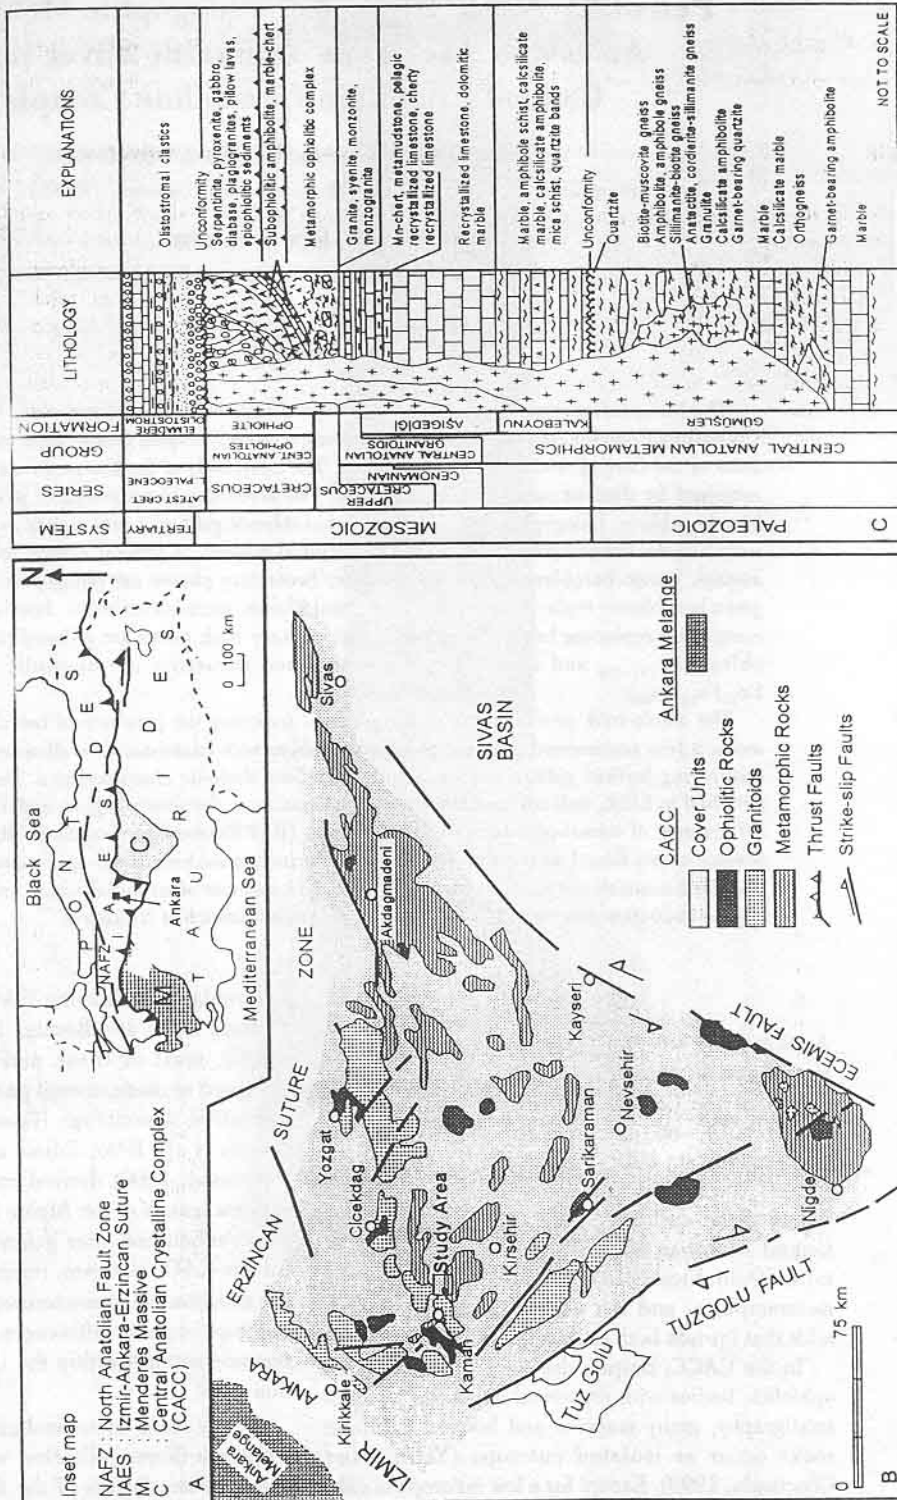 Inset map
NAFZ North Anatolian Fault Zone
IAES Izmir-Ankara-Erzincan Suture
M Menderes Massive
C Central Anatolian Crystalline Complex
(CACC)
A
Black Sea
N
PONTIDES
NAFZ
IAES
M
C
Ankara
TAURIDES
Mediterranean Sea
0 100 km
Ankara
Melange
IZMIR ANKARA ERZINCAN SUTURE ZONE
Kirikkale
Cicekdag
Yozgat
Akdagmadeni
Sivas
Study Area
Kaman
Kirsehir
Sarikaraman
Nevsehir
Kayseri
SIVAS
BASIN
Tuz Golu
TUZGOLU FAULT
Nigde
ECEMIS FAULT
CACC
Ankara Melange
Cover Units
Ophiolitic Rocks
Granitoids
Metamorphic Rocks
Thrust Faults
Strike-slip Faults
0 75 km
B
SYSTEM
SERIES
GROUP
FORMATION
LITHOLOGY
EXPLANATIONS
TERTIARY
MESOZOIC
PALEOZOIC
LATEST CRET.
L. PALEOCENE
CRETACEOUS
UPPER
CRETACEOUS
CENOMANIAN
CENT. ANATOLIAN
OPHIOLITES
CENTRAL ANATOLIAN
GRANITOIDS
CENTRAL ANATOLIAN METAMORPHICS
ELMADERE
OLISTOSTROM
OPHIOLITE
AŞIGEDİĞİ
KALEBOYNU
GÜMÜŞLER
Olisostromal clastics
Unconformity
Serpentinite, pyroxenite, gabro,
diabase, plagiogranites, pillow lavas,
epiophiolitic sediments
Subophiolitic amphibolite, marble-chert
metamorphic ophiolitic complex
Granite, syenite, monzonite,
monzogranite
Mn-chert, metamudstone, pelagic
recrystallized limestone, cherty
recrystallized limestone
Recrystallized limestone, dolomitic
marble
Marble, amphibole schist, calcsilicate
marble, calcsilicate amphibolite,
mica schist, quartzite bands
Unconformity
Quartzite
Biotite-muscovite gneiss
Amphibolite, amphibole gneiss
Sillimanite-biotite gneiss
Anatectite, cordierite-sillimanite gneiss
Granulite
Calcsilicate amphibolite
Garnet-bearing quartzite
Marble
Calcsilicate marble
Orthogneiss
Garnet-bearing amphibolite
Marble
C
NOT TO SCALE